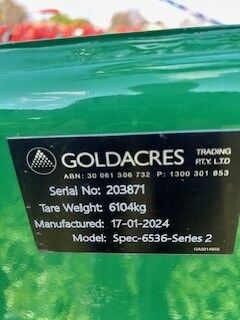 GOLDACRES TRADING PTY. LTD
ABN: 30 061 306 732 P: 1300 301 853
Serial No: 203871
Tare Weight: 6104kg
Manufactured: 17-01-2024
Model: Spec-6536-Series 2